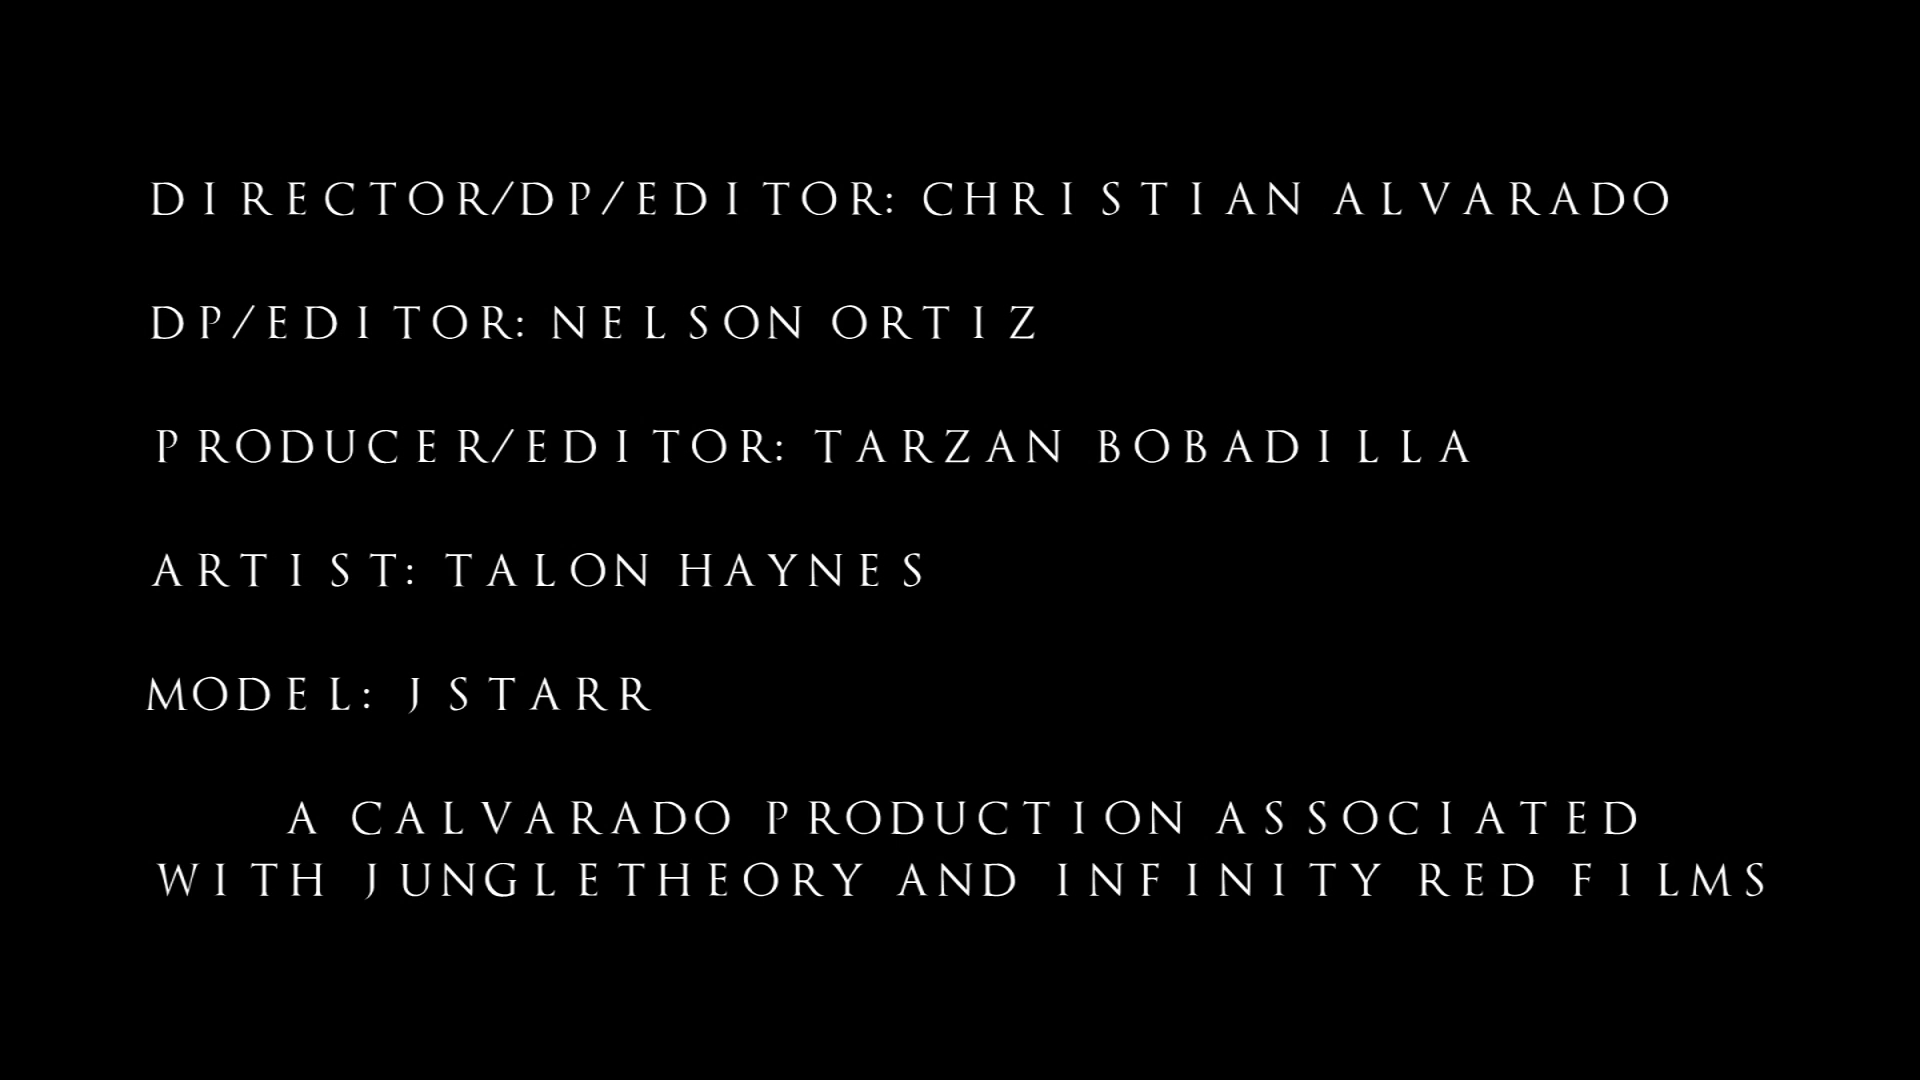 DIRECTOR/DP/EDITOR: CHRISTIAN ALVARADO
DP/EDITOR: NELSON ORTIZ
PRODUCER/EDITOR: TARZAN BOBADILLA
ARTIST: TALON HAYNES
MODEL: J STARR
A CALVARADO PRODUCTION ASSOCIATED
WITH JUNGLETHEORY AND INFINITY RED FILMS